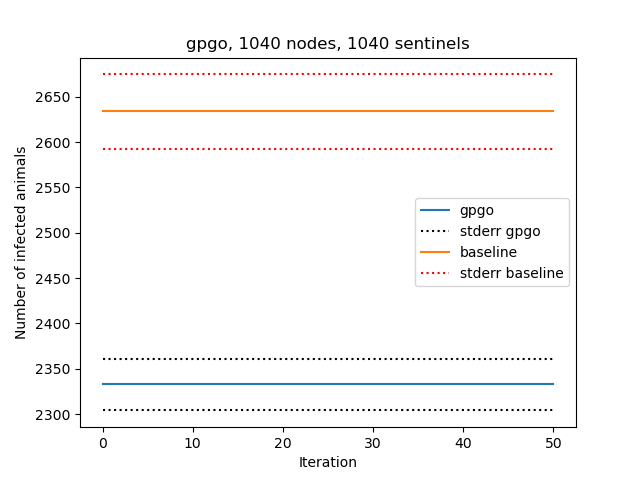 gpgo, 1040 nodes, 1040 sentinels
Number of infected animals
2650
2600
2550
2500
2450
2400
2350
2300
gpgo
stderr gpgo
baseline
stderr baseline
0 10 20 30 40 50
Iteration